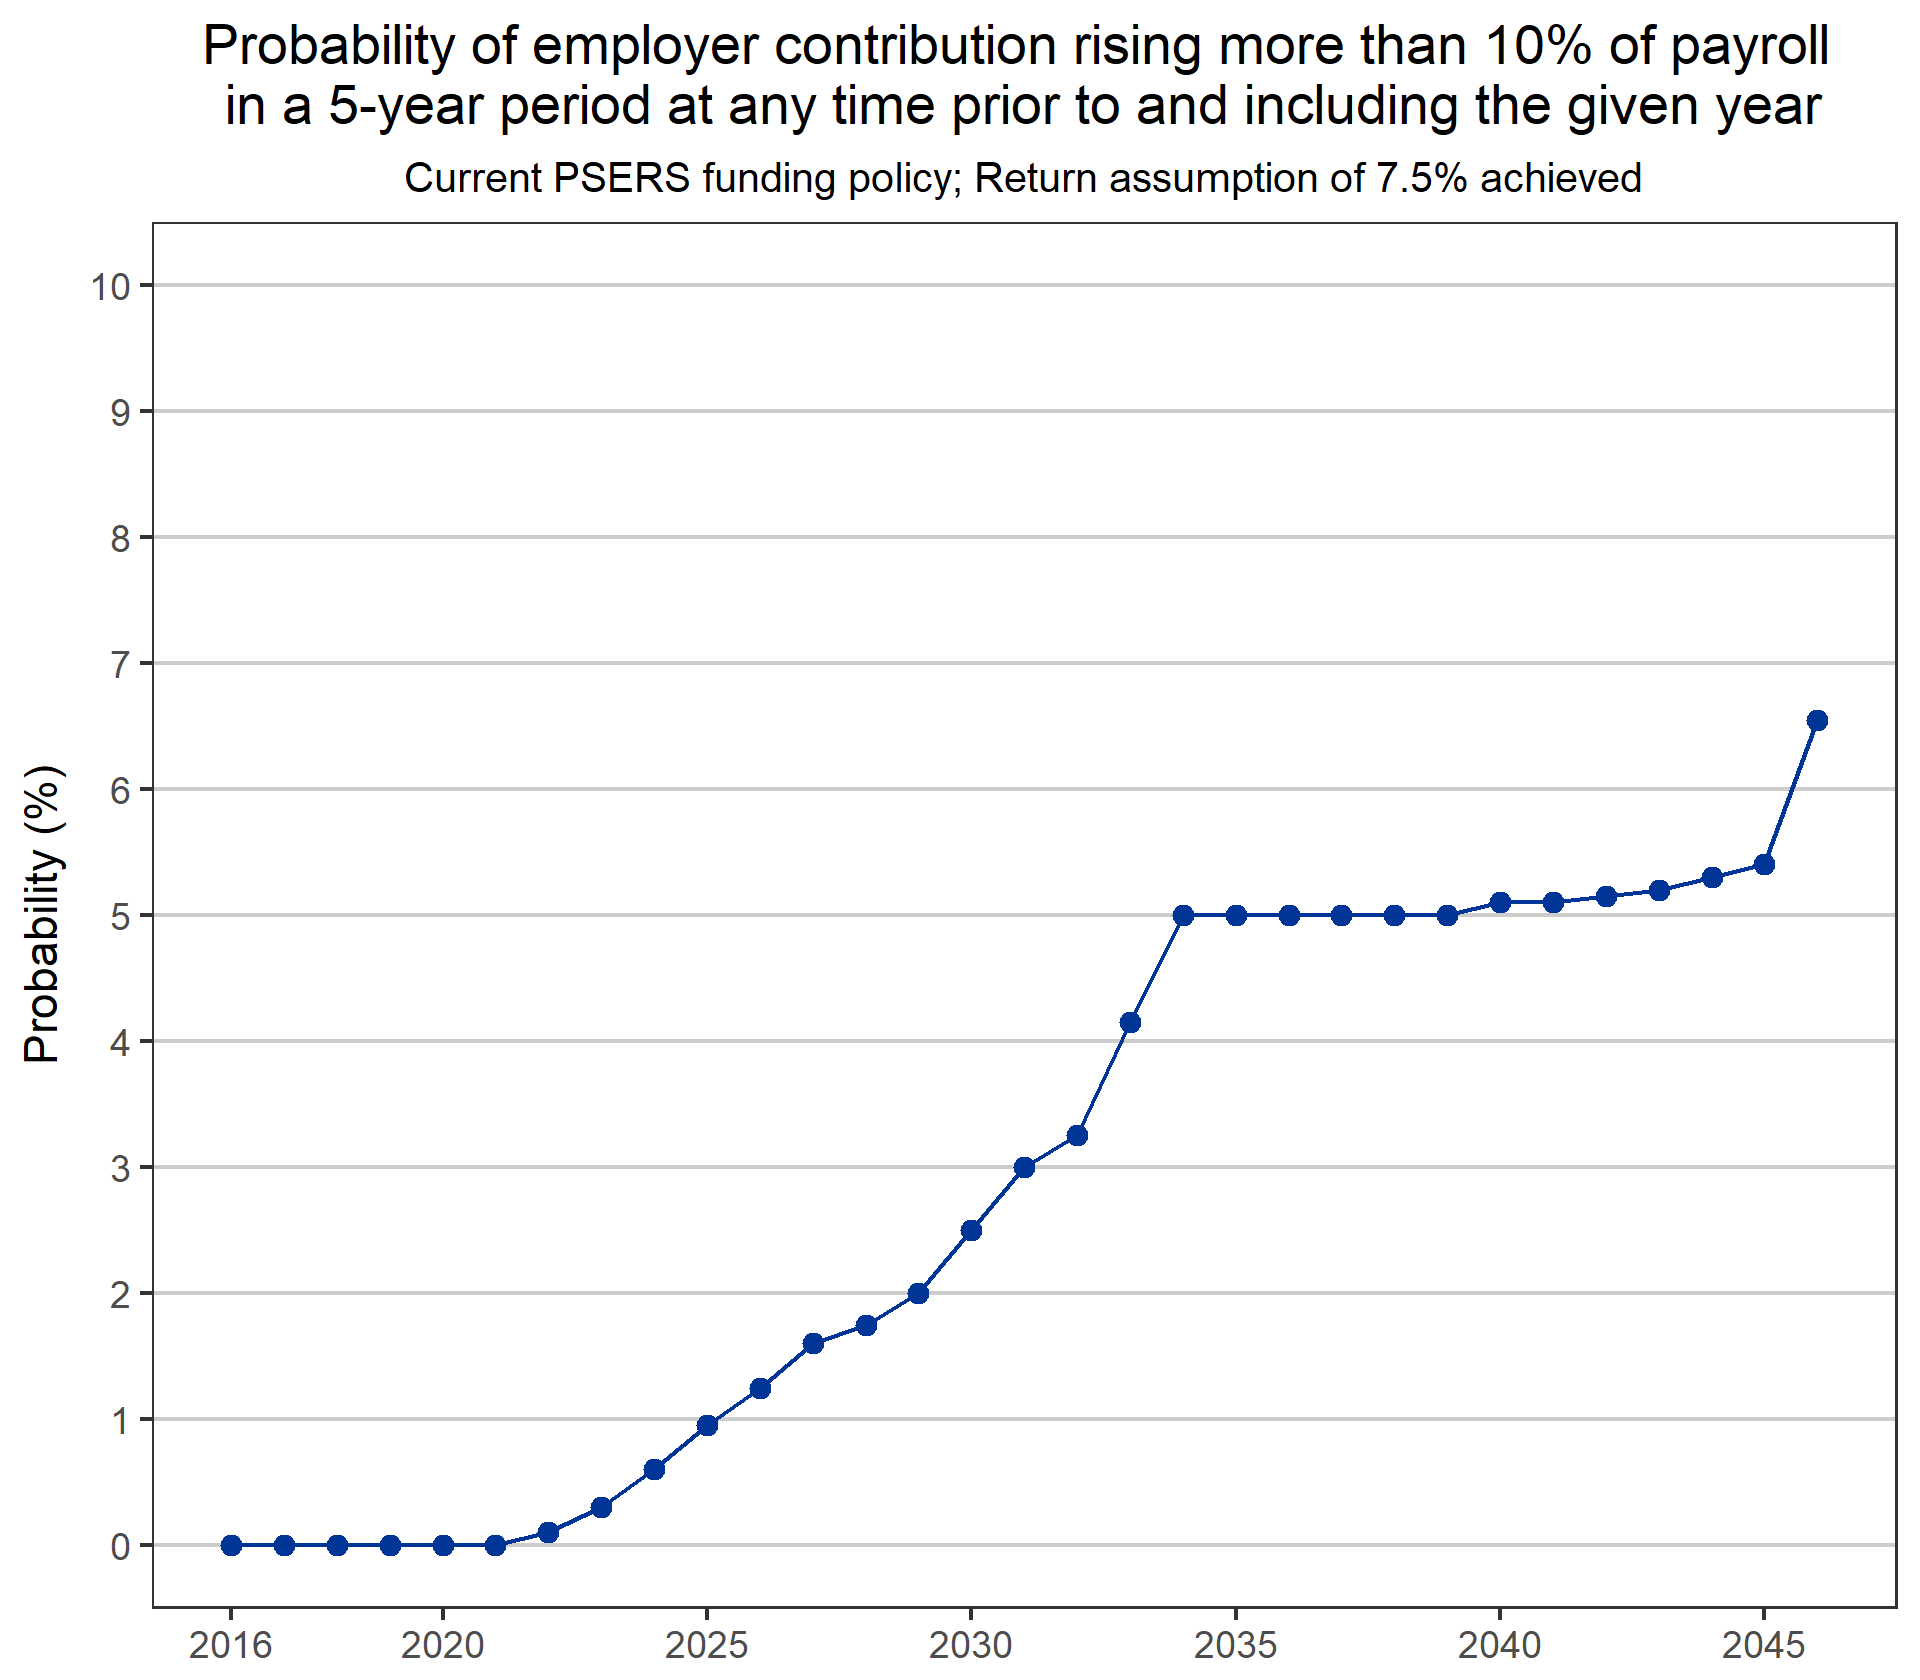 Probability of employer contribution rising more than 10% of payroll
in a 5-year period at any time prior to and including the given year
Current PSERS funding policy; Return assumption of 7.5% achieved
Probability (%)
10
9
8
7
6
5
4
3
2
1
0
2016 2020 2025 2030 2035 2040 2045